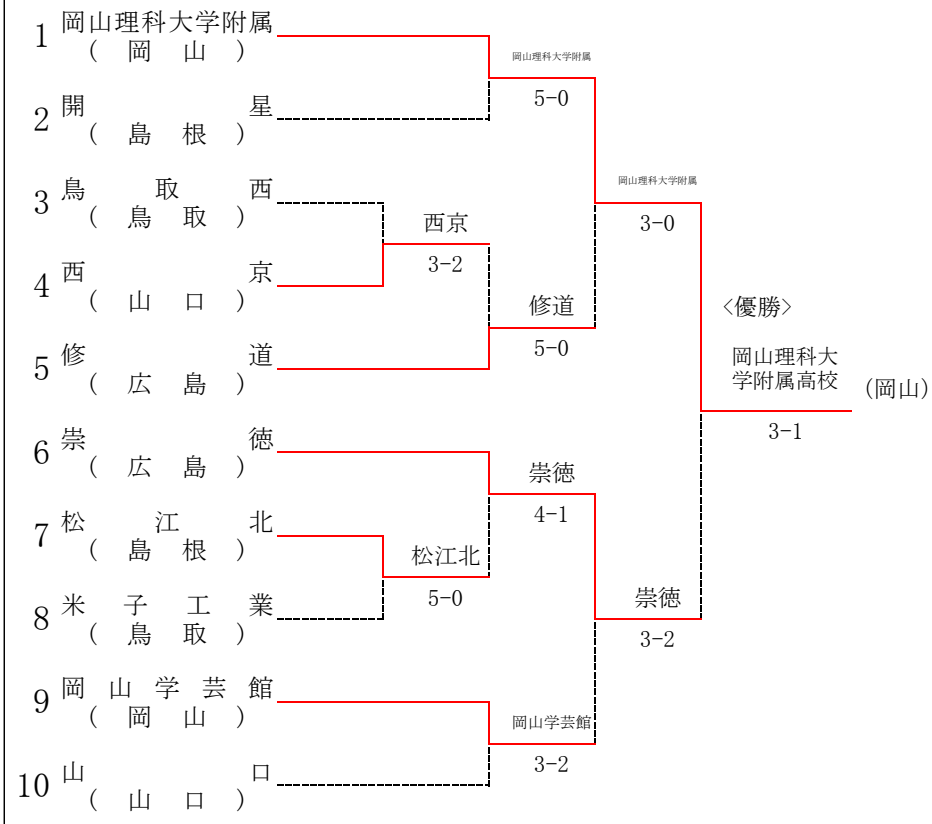 1 岡山理科大学附属
( 岡 山 )
2 開 星
( 島 根 )
3 鳥 取 西
( 鳥 取 )
4 西 京
( 山 口 )
5 修 道
( 広 島 )
6 崇 徳
( 広 島 )
7 松 江 北
( 島 根 )
8 米 子 工 業
( 鳥 取 )
9 岡 山 学 芸 館
( 岡 山 )
10 山 口
( 山 口 )
西京
3-2
松江北
5-0
岡山理科大学附属
5-0
修道
5-0
崇徳
4-1
岡山学芸館
3-2
岡山理科大学附属
3-0
崇徳
3-2
<優勝>
岡山理科大
学附属高校
(岡山)
3-1